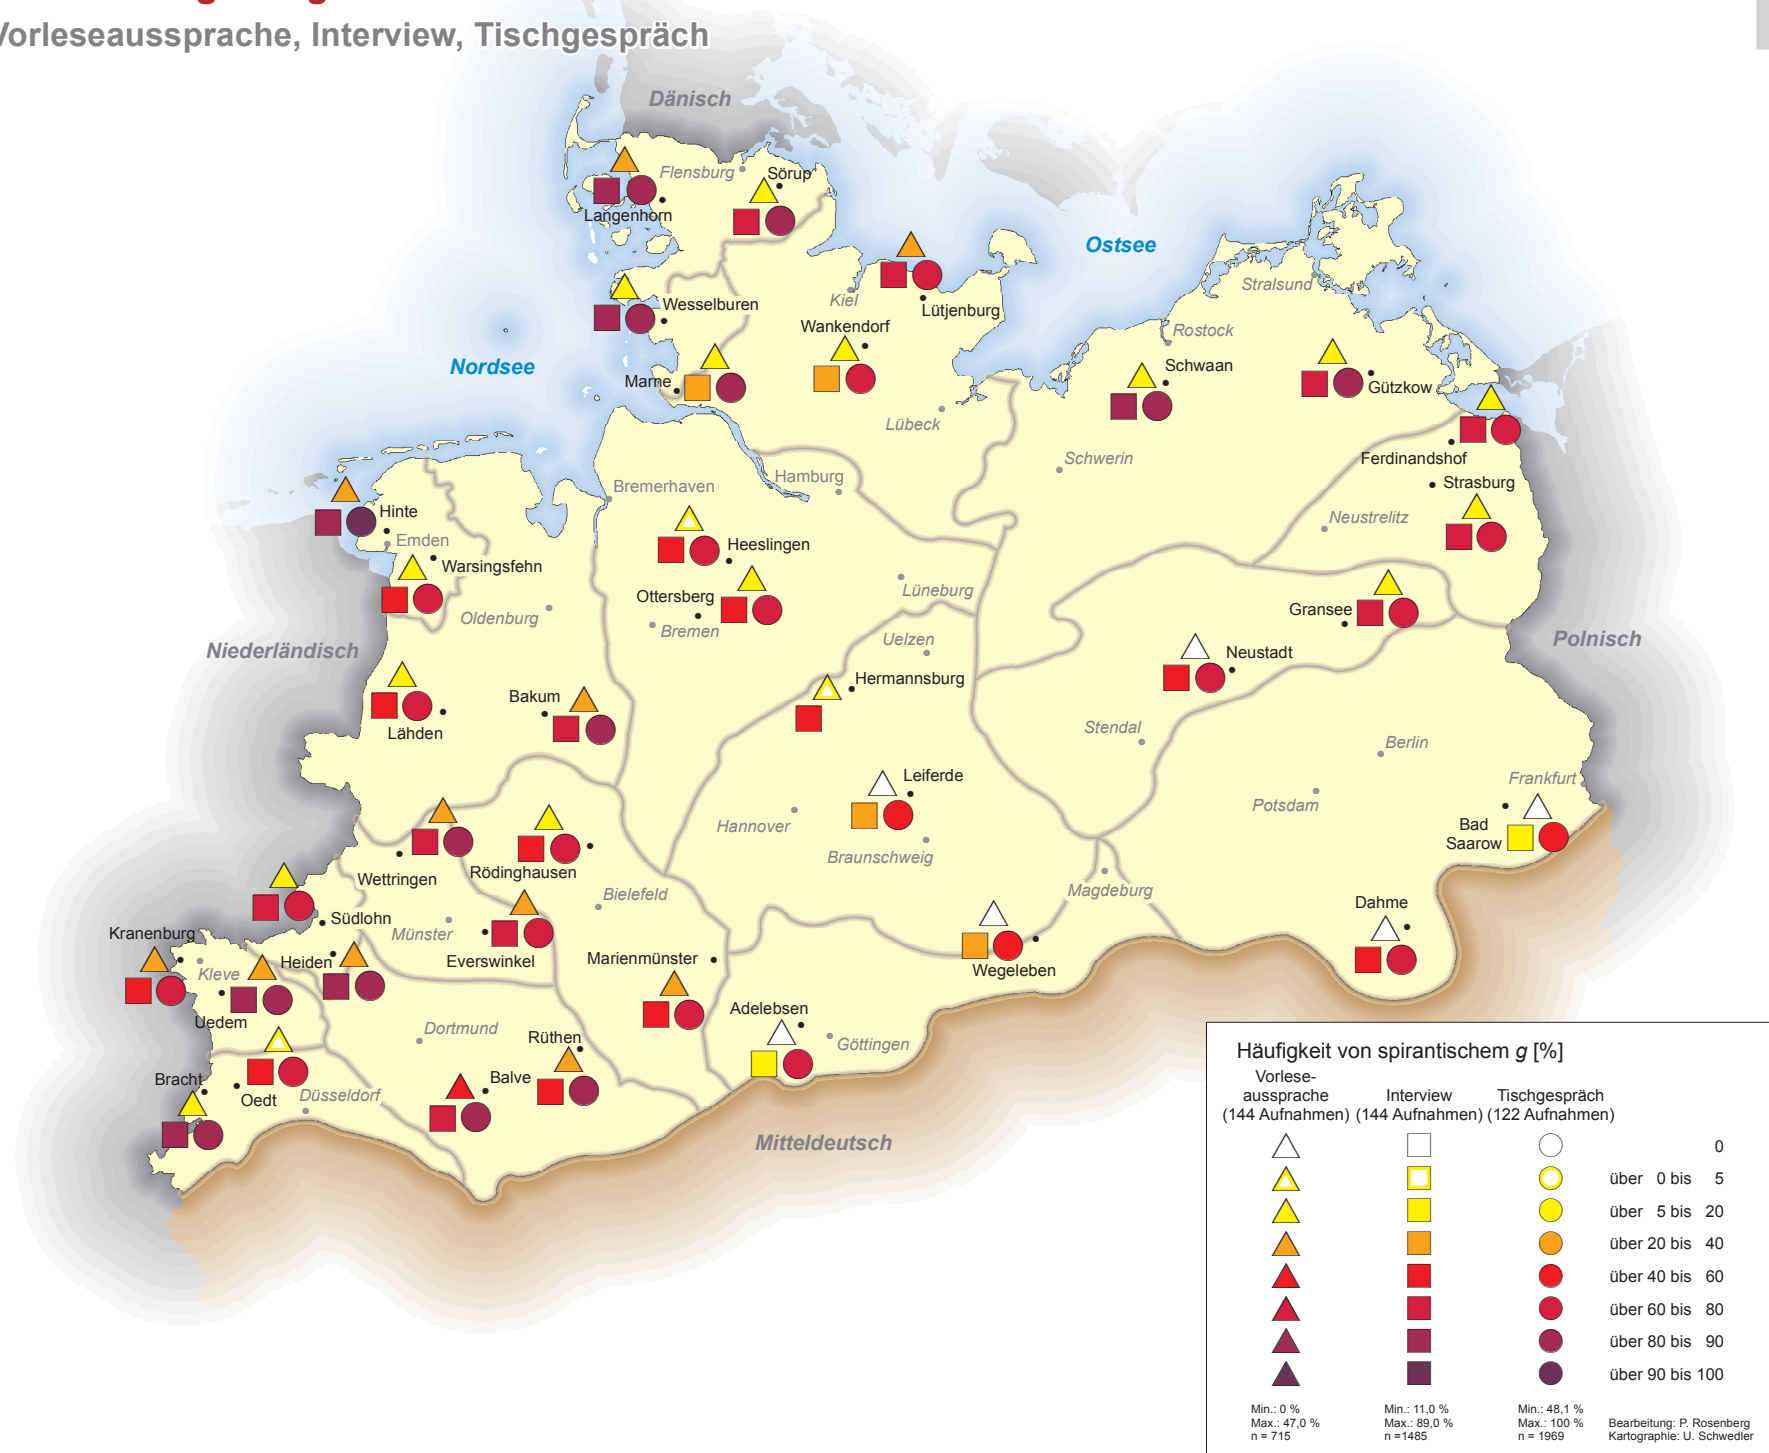 Vorleseaussprache, Interview, Tischgespräch
Dänisch
Flensburg
Sörup
Langenhorn
Ostsee
Stralsund
Kiel
Lütjenburg
Wesselburen
Wankendorf
Rostock
Nordsee
Schwaan
Marne
Gützkow
Lübeck
Schwerin
Ferdinandshof
Hamburg
Bremerhaven
Strasburg
Hinte
Neustrelitz
Emden
Heeslingen
Warsingsfehn
Lüneburg
Ottersberg
Gransee
Oldenburg
Bremen
Uelzen
Polnisch
Niederländisch
Neustadt
Hermannsburg
Bakum
Stendal
Lähden
Berlin
Leiferde
Frankfurt
Potsdam
Hannover
Bad
Saarow
Braunschweig
Rödinghausen
Wettringen
Magdeburg
Bielefeld
Dahme
Südlohn
Kranenburg
Münster
Marienmünster
Heiden
Everswinkel
Kleve
Wegeleben
Adelebsen
Uedem
Dortmund
Rüthen
Göttingen
Bracht
Balve
Oedt
Düsseldorf
Mitteldeutsch
Häufigkeit von spirantischem g [%]
Vorlese-
aussprache Interview Tischgespräch
(144 Aufnahmen) (144 Aufnahmen) (122 Aufnahmen)
0
über 0 bis 5
über 5 bis 20
über 20 bis 40
über 40 bis 60
über 60 bis 80
über 80 bis 90
über 90 bis 100
Min.: 0 % Min.: 11,0 % Min.: 48,1 %
Max.: 47,0 % Max.: 89,0 % Max.: 100 % Bearbeitung: P. Rosenberg
n = 715 n =1485 n = 1969 Kartographie: U. Schwedler